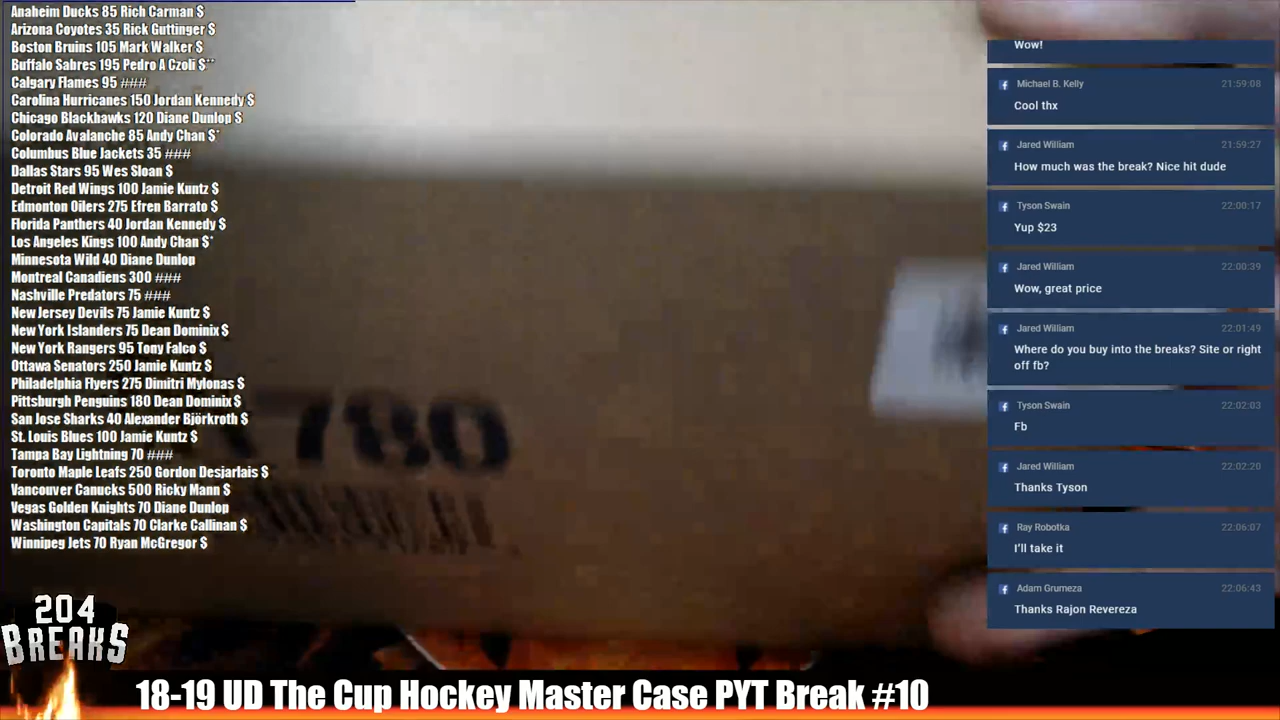 Anaheim Ducks 85 Rich Carman $
Arizona Coyotes 35 Rick Guttinger $
Boston Bruins 105 Mark Walker $
Buffalo Sabres 195 Pedro A Czoli $**
Calgary Flames 95 ###
Carolina Hurricanes 150 Jordan Kennedy $
Chicago Blackhawks 120 Diane Dunlop $
Colorado Avalanche 85 Andy Chan $*
Columbus Blue Jackets 35 ###
Dallas Stars 95 Wes Sloan $
Detroit Red Wings 100 Jamie Kuntz $
Edmonton Oilers 275 Efren Barrato $
Florida Panthers 40 Jordan Kennedy $
Los Angeles Kings 100 Andy Chan $*
Minnesota Wild 40 Diane Dunlop
Montreal Canadiens 300 ###
Nashville Predators 75 ###
New Jersey Devils 75 Jamie Kuntz $
New York Islanders 75 Dean Dominix $
New York Rangers 95 Tony Falco $
Ottawa Senators 250 Jamie Kuntz $
Philadelphia Flyers 275 Dimitri Mylonas $
Pittsburgh Penguins 180 Dean Dominix $
San Jose Sharks 40 Alexander Björkroth $
St. Louis Blues 100 Jamie Kuntz $
Tampa Bay Lightning 70 ###
Toronto Maple Leafs 250 Gordon Desjarlais $
Vancouver Canucks 500 Ricky Mann $
Vegas Golden Knights 70 Diane Dunlop
Washington Capitals 70 Clarke Callinan $
Winnipeg Jets 70 Ryan McGregor $
780
Wow!
Michael B. Kelly 21:59:08
Cool thx
Jared William 21:59:27
How much was the break? Nice hit dude
Tyson Swain 22:00:17
Yup $23
Jared William 22:00:39
Wow, great price
Jared William 22:01:49
Where do you buy into the breaks? Site or right
off fb?
Tyson Swain 22:02:03
Fb
Jared William 22:02:20
Thanks Tyson
Ray Robotka 22:06:07
I'll take it
Adam Grumeza 22:06:43
Thanks Rajon Revereza
204
BREAKS
18-19 UD The Cup Hockey Master Case PYT Break #10